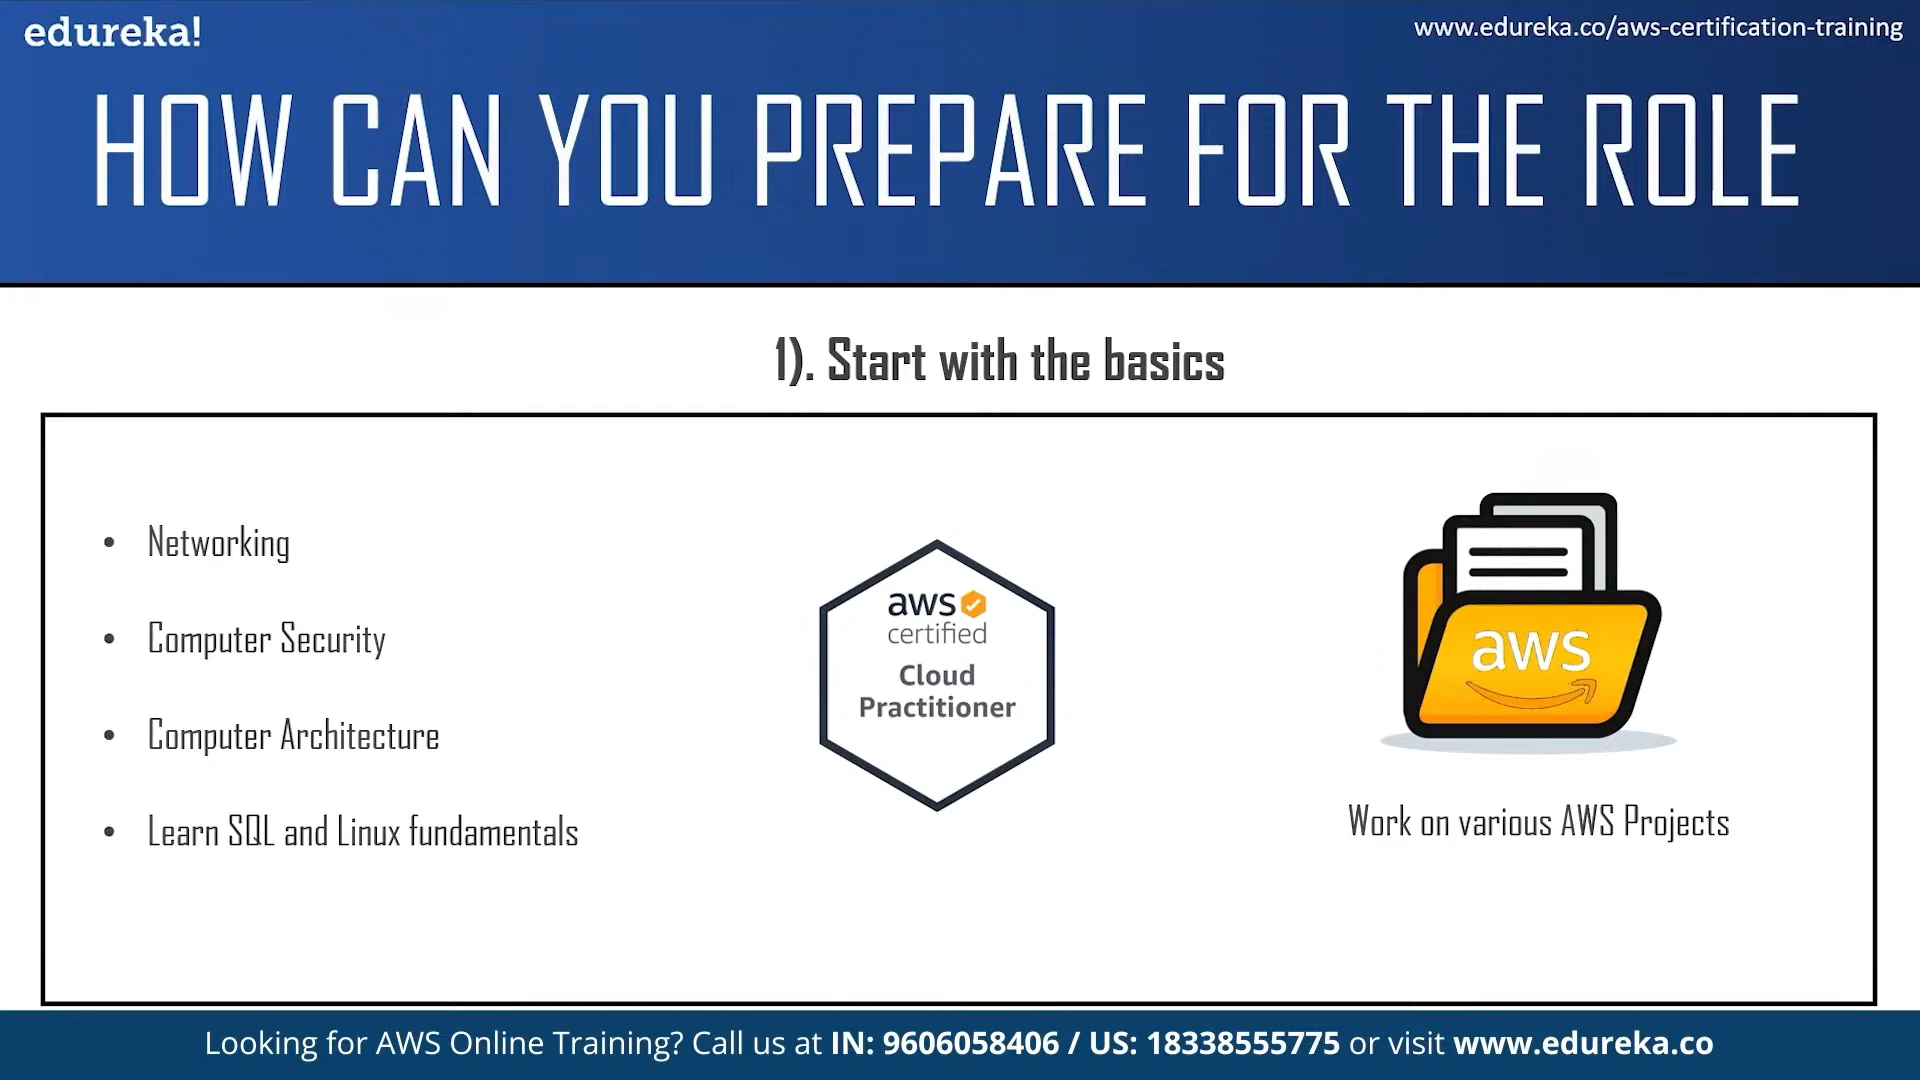 edureka!
www.edureka.co/aws-certification-training
HOW CAN YOU PREPARE FOR THE ROLE
1). Start with the basics
• Networking
• Computer Security
• Computer Architecture
• Learn SQL and Linux fundamentals
aws
certified
Cloud
Practitioner
aws
Work on various AWS Projects
Looking for AWS Online Training? Call us at IN: 9606058406 / US: 18338555775 or visit www.edureka.co